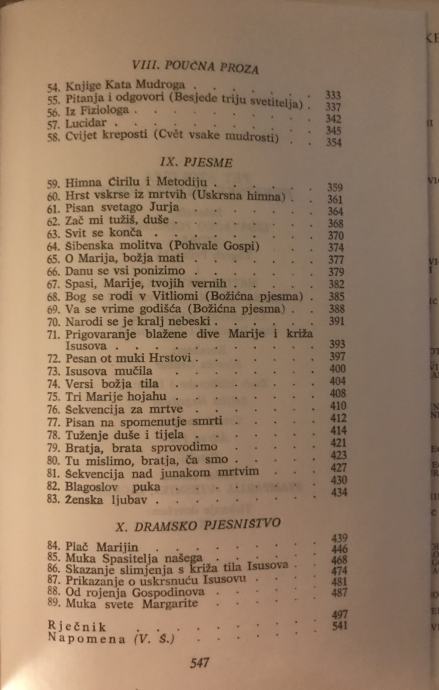 VIII. POUČNA PROZA
54. Knjige Kata Mudroga . . . . . . 333
55. Pitanja i odgovori (Besjede triju svetitelja) . 337
56. Iz Fiziologa . . . . . . . 342
57. Lucidar . . . . . . . 345
58. Cvijet kreposti (Cvĕt vsake mudrosti) . . 354
IX. PJESME
59. Himna Ćirilu i Metodiju . . . . . . 359
60. Hrst vskrse iz mrtvih (Uskrsna himna) . . 361
61. Pisan svetago Jurja . . . . . . 364
62. Zač mi tužiš, duše . . . . . . 368
63. Svit se konča . . . . . . . 370
64. Šibenska molitva (Pohvale Gospi) . . . 374
65. O Marija, božja mati . . . . . . 377
66. Danu se vsi ponizimo . . . . . . 379
67. Spasi, Marije, tvojih vernih . . . . . 382
68. Bog se rodi v Vitliomi (Božićna pjesma) . 385
69. Va se vrime godišća (Božićna pjesma) . . 388
70. Narodi se je kralj nebeski . . . . . 391
71. Prigovaranje blažene dive Marije i križa
Isusova . . . . . . . . 393
72. Pesan ot muki Hrstovi . . . . . . 397
73. Isusova mučila . . . . . . 400
74. Versi božja tila . . . . . . 404
75. Tri Marije hojahu . . . . . . 408
76. Sekvencija za mrtve . . . . . . 410
77. Pisan na spomenutje smrti . . . . . 412
78. Tuženje duše i tijela . . . . . . 414
79. Bratja, brata sprovodimo . . . . . 421
80. Tu mislimo, bratja, ča smo . . . . . 423
81. Sekvencija nad junakom mrtvim . . . . 427
82. Blagoslov puka . . . . . . 430
83. Ženska ljubav . . . . . . . 434
X. DRAMSKO PJESNIŠTVO
84. Plač Marijin . . . . . . . 439
85. Muka Spasitelja našega . . . . . 446
86. Skazanje slimjenja s križa tila Isusova . . 468
87. Prikazanje o uskrsnuću Isusovu . . . . 474
88. Od rojenja Gospodinova . . . . . 481
89. Muka svete Margarite . . . . . 487
Rječnik . . . . . . . 497
Napomena (V. Š.) . . . . . . 541
547